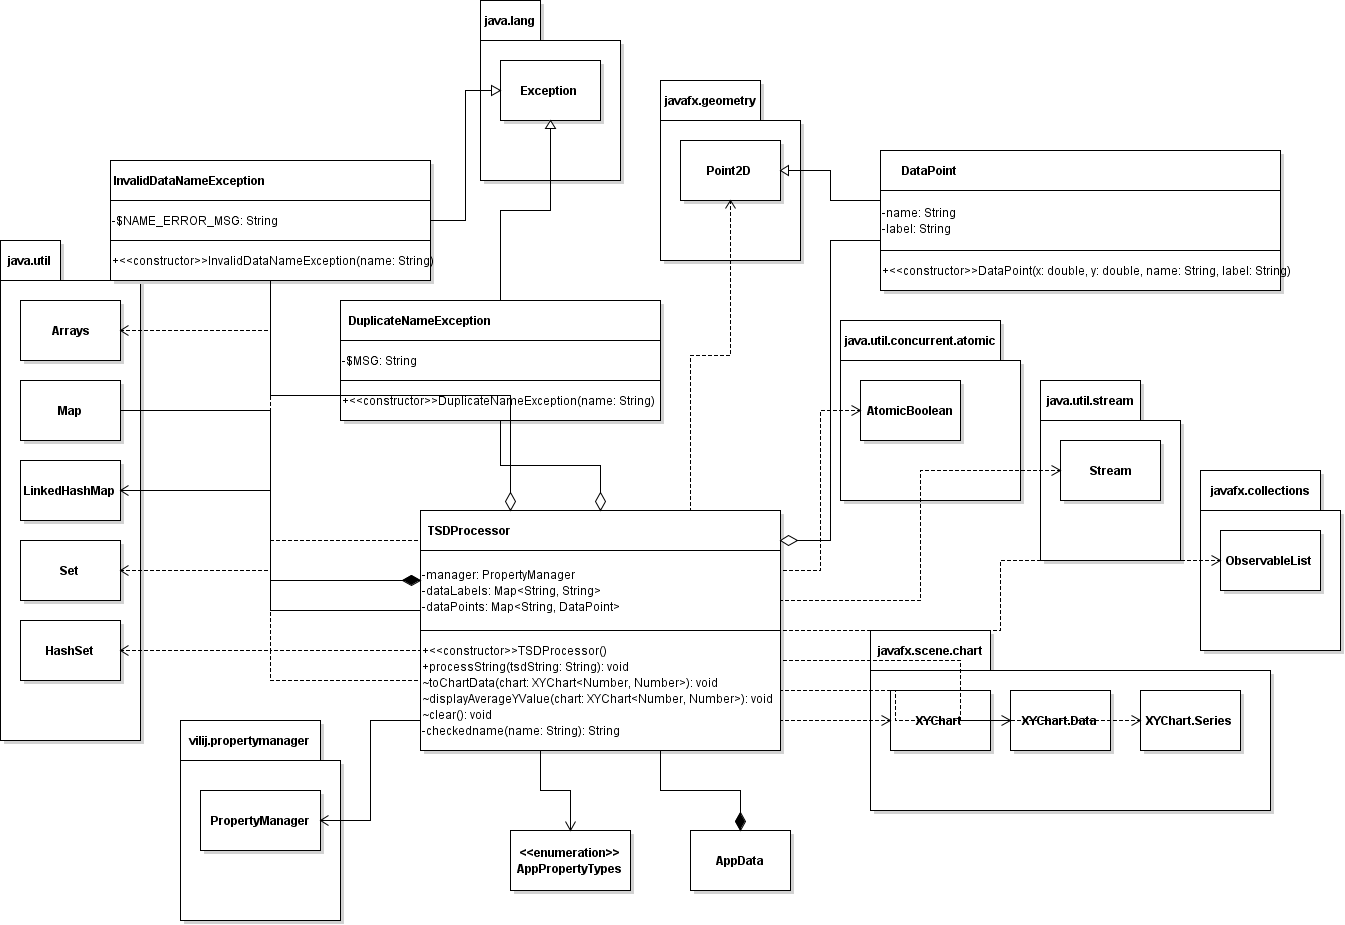 java.lang
Exception
javafx.geometry
Point2D
DataPoint
-name: String
-label: String
+<<constructor>>DataPoint(x: double, y: double, name: String, label: String)
InvalidDataNameException
-$NAME_ERROR_MSG: String
+<<constructor>>InvalidDataNameException(name: String)
java.util
Arrays
Map
LinkedHashMap
Set
HashSet
DuplicateNameException
-$MSG: String
+<<constructor>>DuplicateNameException(name: String)
java.util.concurrent.atomic
AtomicBoolean
java.util.stream
Stream
javafx.collections
ObservableList
TSDProcessor
-manager: PropertyManager
-dataLabels: Map<String, String>
-dataPoints: Map<String, DataPoint>
+<<constructor>>TSDProcessor()
+processString(tsdString: String): void
~toChartData(chart: XYChart<Number, Number>): void
~displayAverageYValue(chart: XYChart<Number, Number>): void
~clear(): void
-checkedname(name: String): String
javafx.scene.chart
XYChart
XYChart.Data
XYChart.Series
vilij.propertymanager
PropertyManager
<<enumeration>>
AppPropertyTypes
AppData